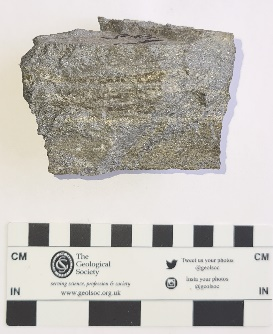 CM
The
Geological
Society
serving science, profession & society
www.geolsoc.org.uk
IN
Tweet us your photos
@geolsoc
Insta your photos
@geolsoc
CM
IN